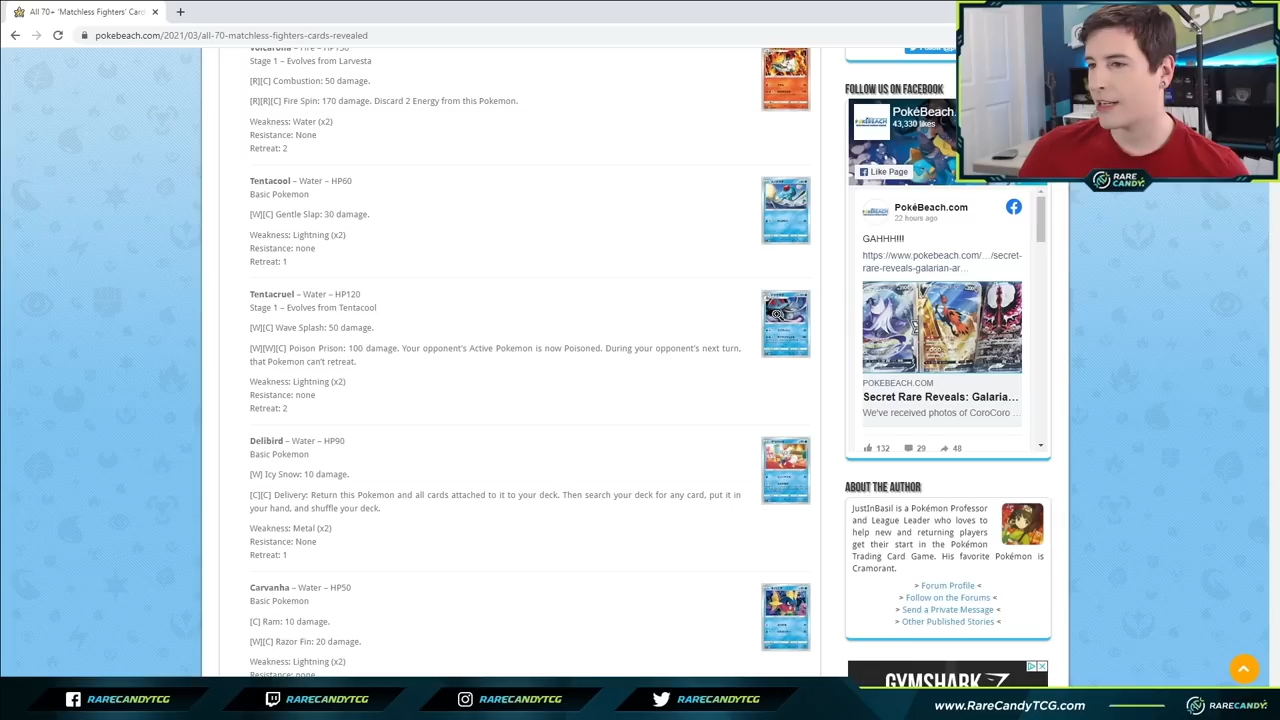 All 70+ 'Matchless Fighters' Card
pokebeach.com/2021/03/all-70-matchless-fighters-cards-revealed
Volcarona – Fire – HP130
Stage 1 – Evolves from Larvesta
[R][C] Combustion: 50 damage.
[R][R][C] Fire Spin: 170 damage. Discard 2 Energy from this Pokemon.
Weakness: Water (x2)
Resistance: None
Retreat: 2
Tentacool – Water – HP60
Basic Pokemon
[W][C] Gentle Slap: 30 damage.
Weakness: Lightning (x2)
Resistance: none
Retreat: 1
Tentacruel – Water – HP120
Stage 1 – Evolves from Tentacool
[W][C] Wave Splash: 50 damage.
[W][W][C] Poison Prison: 100 damage. Your opponent's Active Pokemon is now Poisoned. During your opponent's next turn,
that Pokemon can't retreat.
Weakness: Lightning (x2)
Resistance: none
Retreat: 2
Delibird – Water – HP90
Basic Pokemon
[W] Icy Snow: 10 damage.
[C][C] Delivery: Return this Pokemon and all cards attached to it to your deck. Then search your deck for any card, put it in
your hand, and shuffle your deck.
Weakness: Metal (x2)
Resistance: None
Retreat: 1
Carvanha – Water – HP50
Basic Pokemon
[C] Ram: 10 damage.
[W][C] Razor Fin: 20 damage.
Weakness: Lightning (x2)
Resistance: none
FOLLOW US ON FACEBOOK
PokéBeach.
43,330 likes
Like Page
PokéBeach.com
22 hours ago
GAHHH!!!
https://www.pokebeach.com/…/secret-
rare-reveals-galarian-ar…
POKEBEACH.COM
Secret Rare Reveals: Galaria…
We've received photos of CoroCoro …
132 29 48
ABOUT THE AUTHOR
JustInBasil is a Pokémon Professor
and League Leader who loves to
help new and returning players
get their start in the Pokémon
Trading Card Game. His favorite Pokémon is
Cramorant.
> Forum Profile <
> Follow on the Forums <
> Send a Private Message <
> Other Published Stories <
GYMSHARK
RARE
CANDY.
RARECANDYTCG RARECANDYTCG RARECANDYTCG RARECANDYTCG www.RareCandyTCG.com RARECANDY.